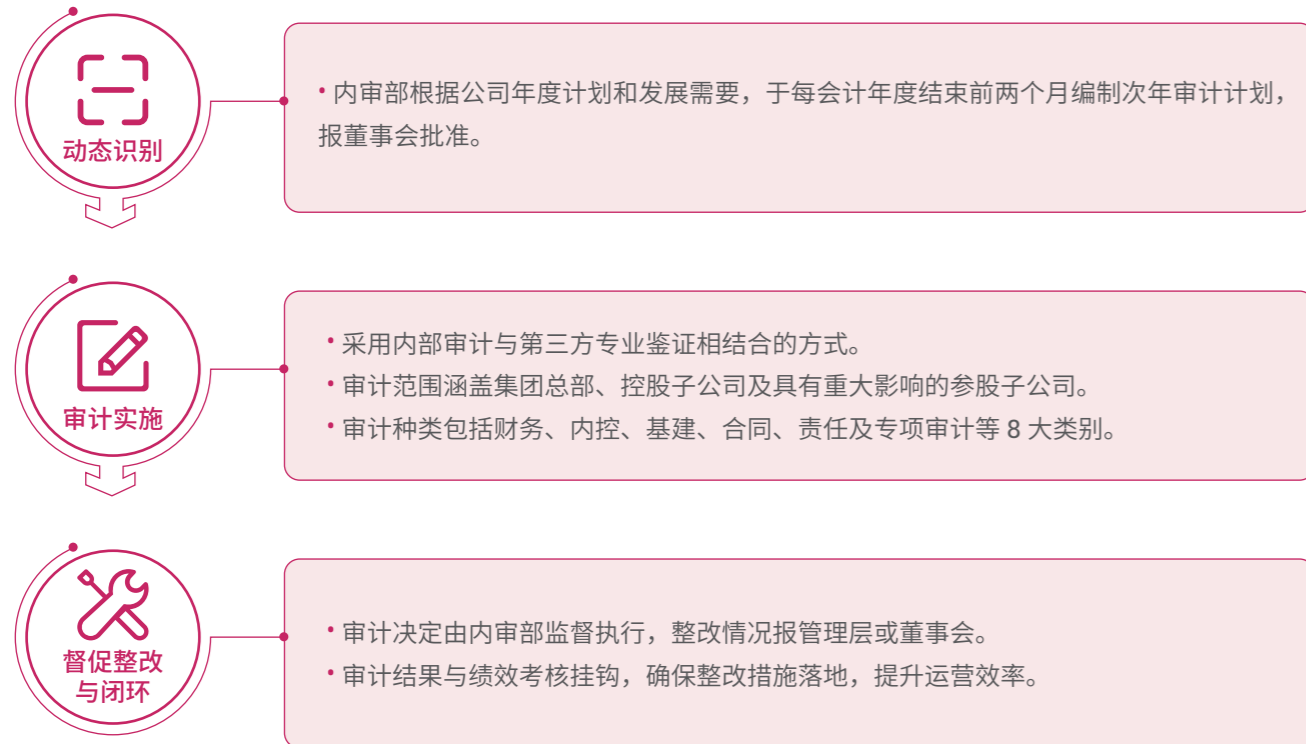 动态识别
• 内审部根据公司年度计划和发展需要，于每会计年度结束前两个月编制次年审计计划，
报董事会批准。
审计实施
• 采用内部审计与第三方专业鉴证相结合的方式。
• 审计范围涵盖集团总部、控股子公司及具有重大影响的参股子公司。
• 审计种类包括财务、内控、基建、合同、责任及专项审计等 8 大类别。
督促整改
与闭环
• 审计决定由内审部监督执行，整改情况报管理层或董事会。
• 审计结果与绩效考核挂钩，确保整改措施落地，提升运营效率。